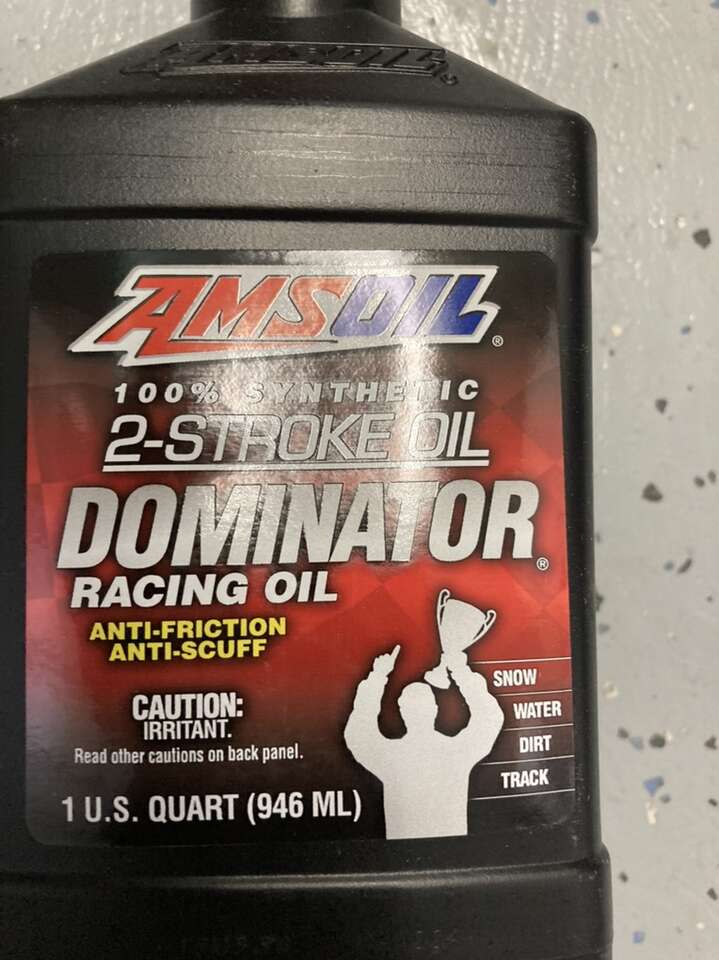 AMSOIL®
AMSOIL®
100% SYNTHETIC
2-STROKE OIL
DOMINATOR®
RACING OIL
ANTI-FRICTION
ANTI-SCUFF
CAUTION:
IRRITANT.
Read other cautions on back panel.
1 U.S. QUART (946 ML)
SNOW
WATER
DIRT
TRACK